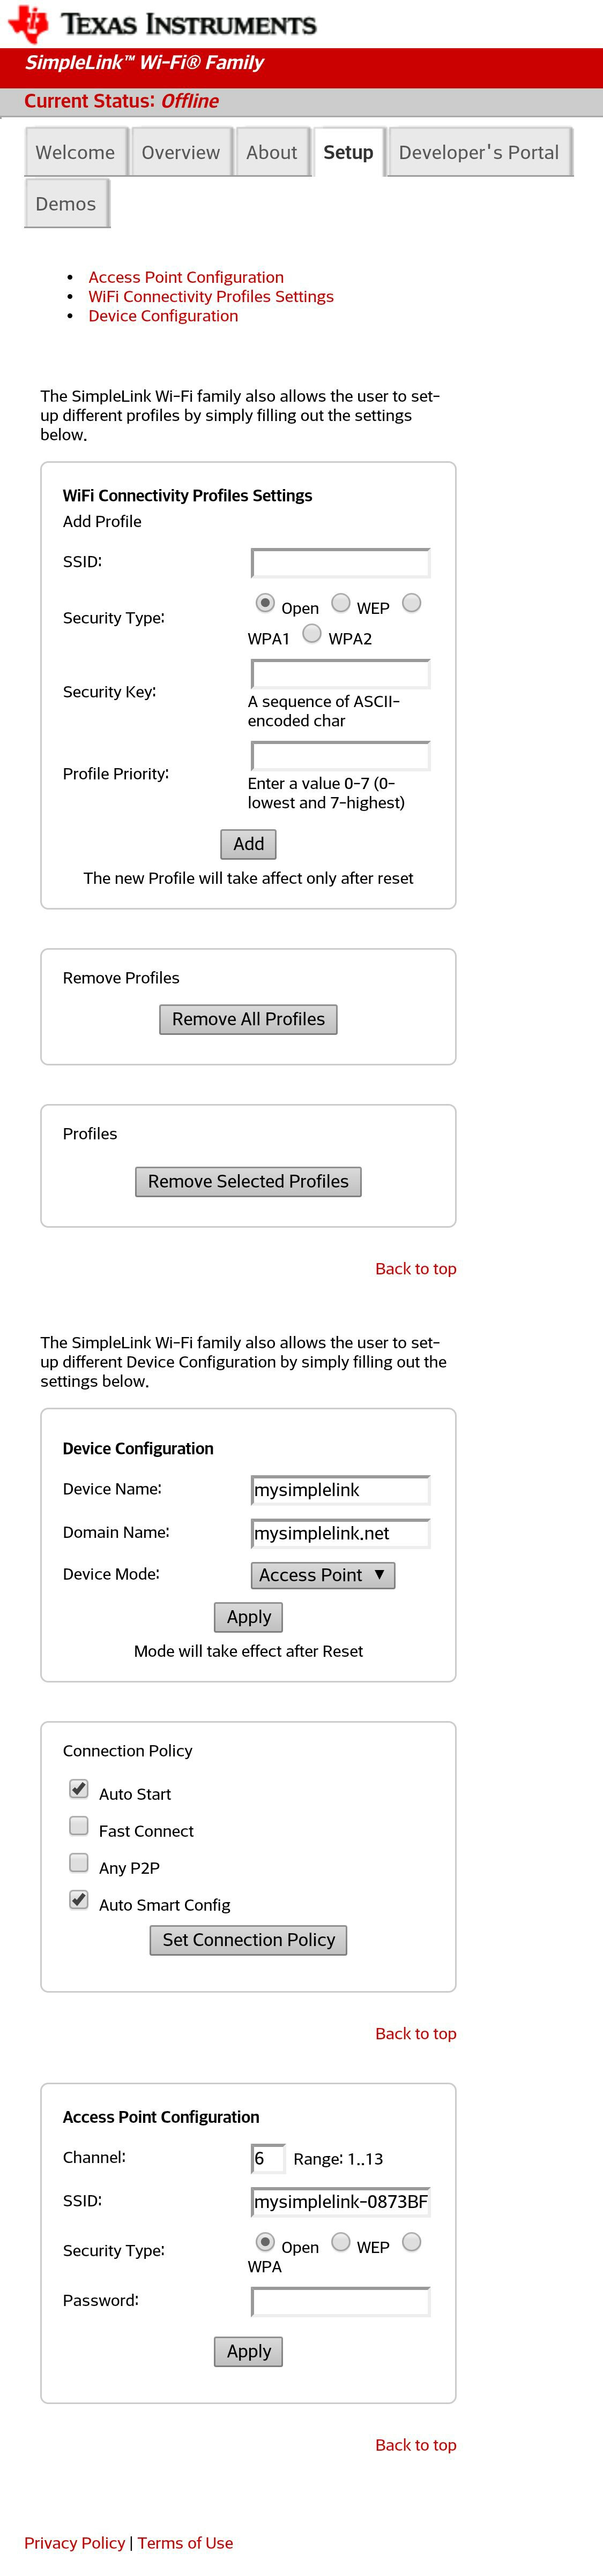 TEXAS INSTRUMENTS
SimpleLink™ Wi-Fi® Family
Current Status: Offline
Welcome Overview About Setup Developer's Portal
Demos
• Access Point Configuration
• WiFi Connectivity Profiles Settings
• Device Configuration
The SimpleLink Wi-Fi family also allows the user to set-
up different profiles by simply filling out the settings
below.
WiFi Connectivity Profiles Settings
Add Profile
SSID:
Security Type: Open WEP
WPA1 WPA2
Security Key:
A sequence of ASCII-
encoded char
Profile Priority:
Enter a value 0-7 (0-
lowest and 7-highest)
Add
The new Profile will take affect only after reset
Remove Profiles
Remove All Profiles
Profiles
Remove Selected Profiles
Back to top
The SimpleLink Wi-Fi family also allows the user to set-
up different Device Configuration by simply filling out the
settings below.
Device Configuration
Device Name: mysimplelink
Domain Name: mysimplelink.net
Device Mode: Access Point ▼
Apply
Mode will take effect after Reset
Connection Policy
Auto Start
Fast Connect
Any P2P
Auto Smart Config
Set Connection Policy
Back to top
Access Point Configuration
Channel: 6 Range: 1..13
SSID: mysimplelink-0873BF
Security Type: Open WEP
WPA
Password:
Apply
Back to top
Privacy Policy | Terms of Use